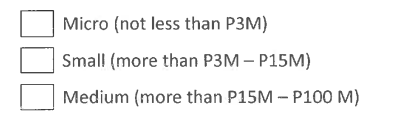 Micro (not less than P3M)
Small (more than P3M – P15M)
Medium (more than P15M – P100 M)